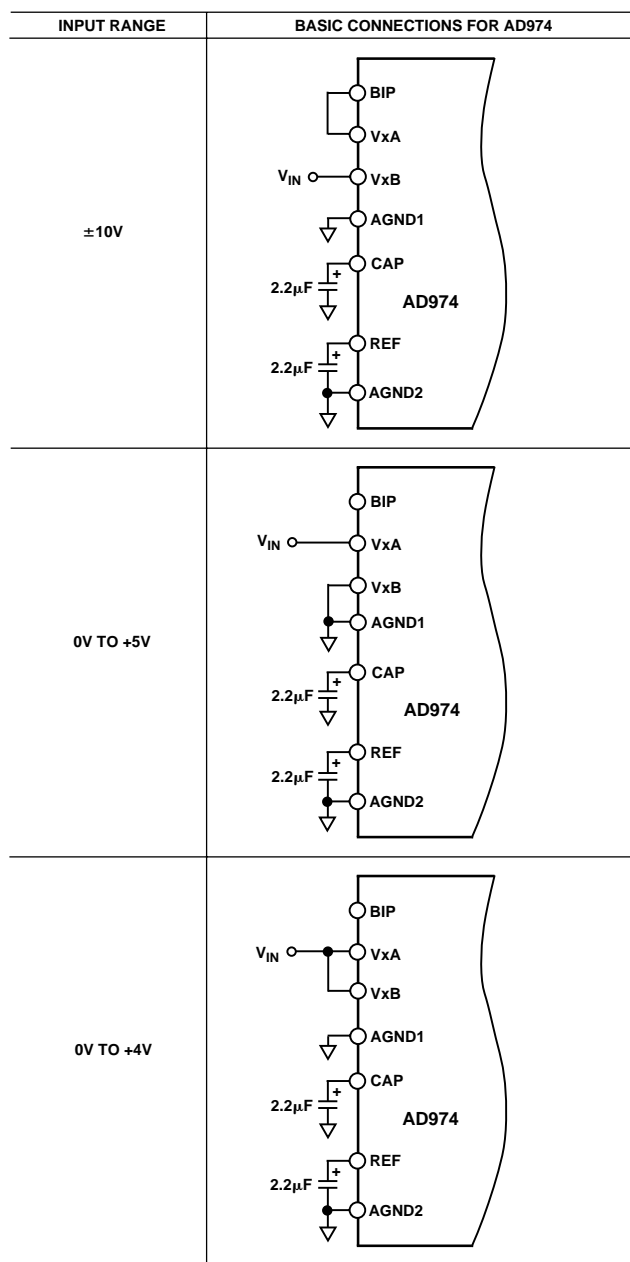 INPUT RANGE BASIC CONNECTIONS FOR AD974
±10V
BIP
VxA
VIN VxB
AGND1
CAP
+
2.2µF
AD974
REF
+
2.2µF
AGND2
0V TO +5V
BIP
VIN VxA
VxB
AGND1
CAP
+
2.2µF
AD974
REF
+
2.2µF
AGND2
0V TO +4V
BIP
VIN VxA
VxB
AGND1
CAP
+
2.2µF
AD974
REF
+
2.2µF
AGND2